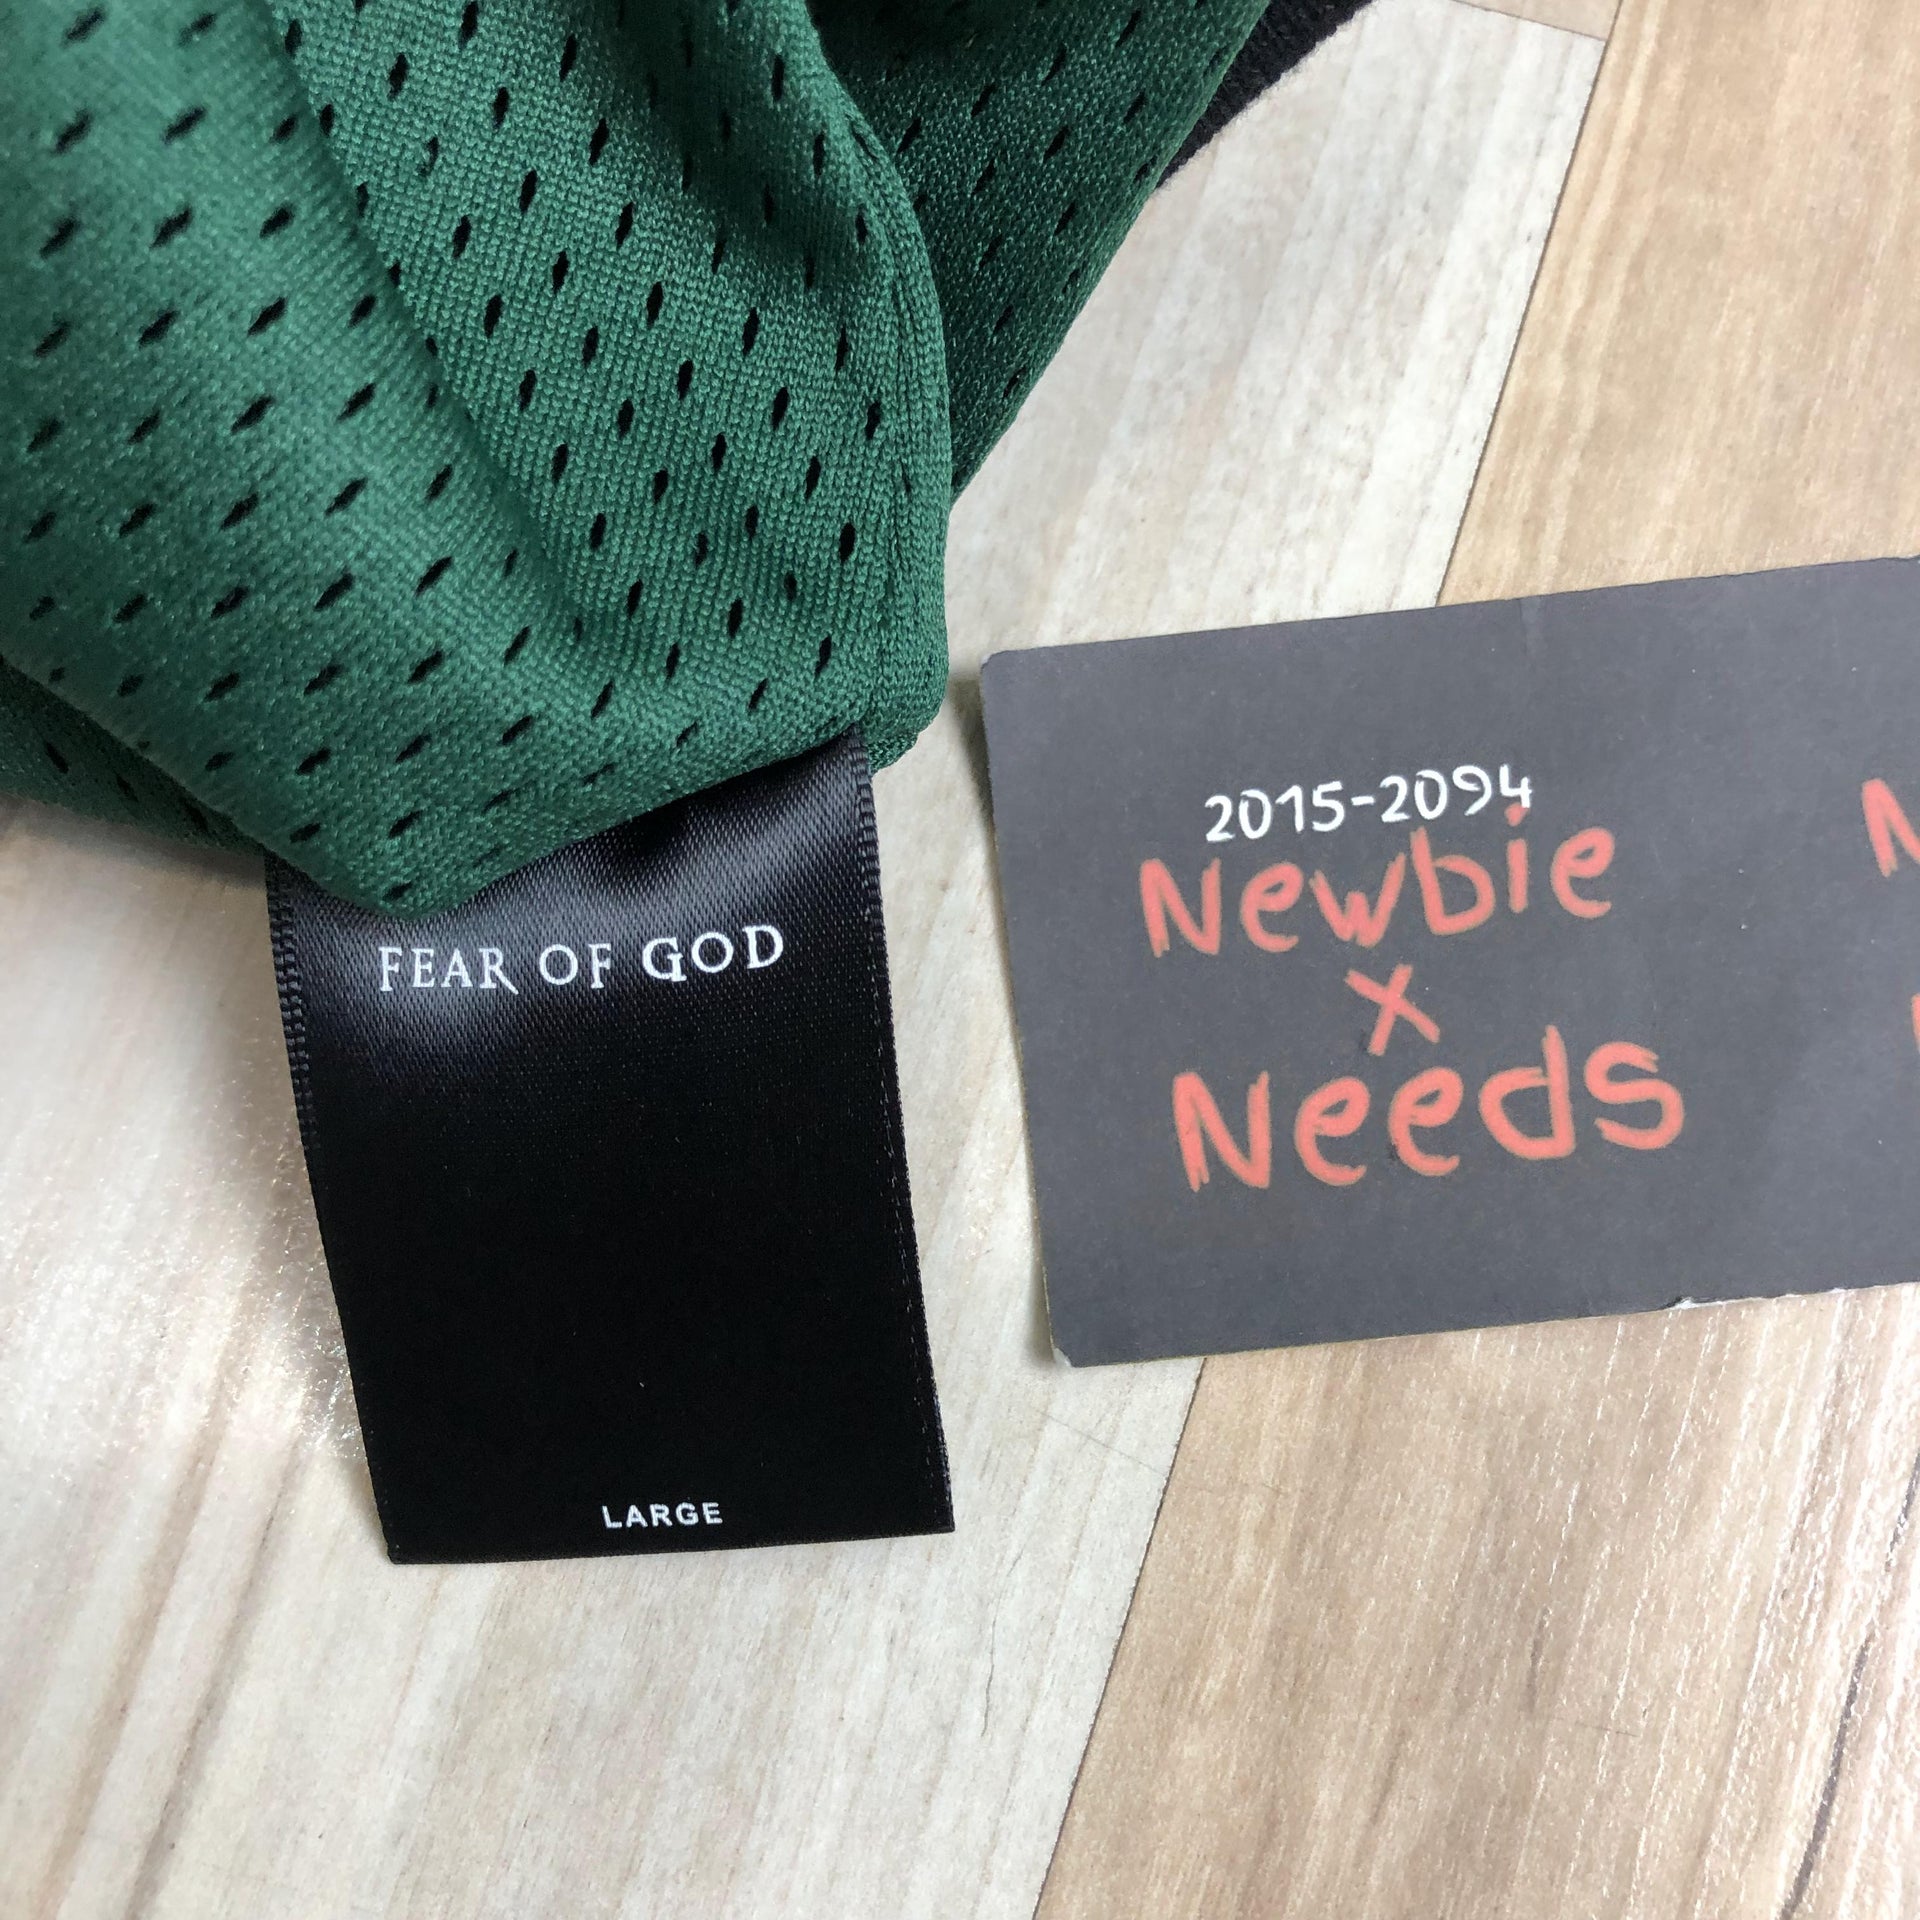 FEAR OF GOD
LARGE
2015-2094
Newbie
x
Needs